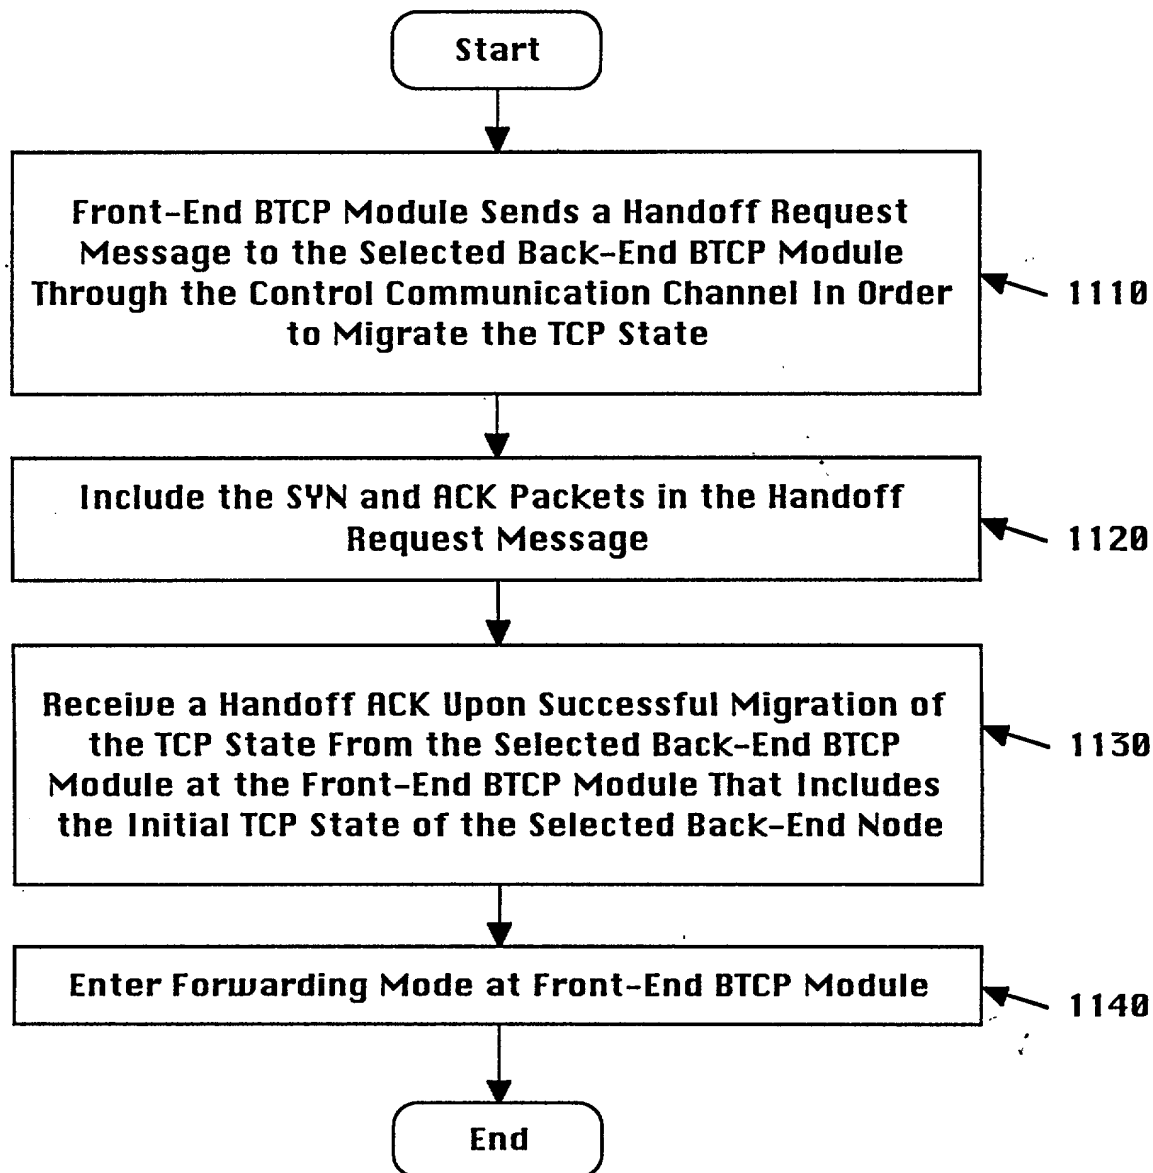 Start
Front-End BTCP Module Sends a Handoff Request
Message to the Selected Back-End BTCP Module
Through the Control Communication Channel In Order
to Migrate the TCP State
1110
Include the SYN and ACK Packets in the Handoff
Request Message
1120
Receive a Handoff ACK Upon Successful Migration of
the TCP State From the Selected Back-End BTCP
Module at the Front-End BTCP Module That Includes
the Initial TCP State of the Selected Back-End Node
1130
Enter Forwarding Mode at Front-End BTCP Module
1140
End